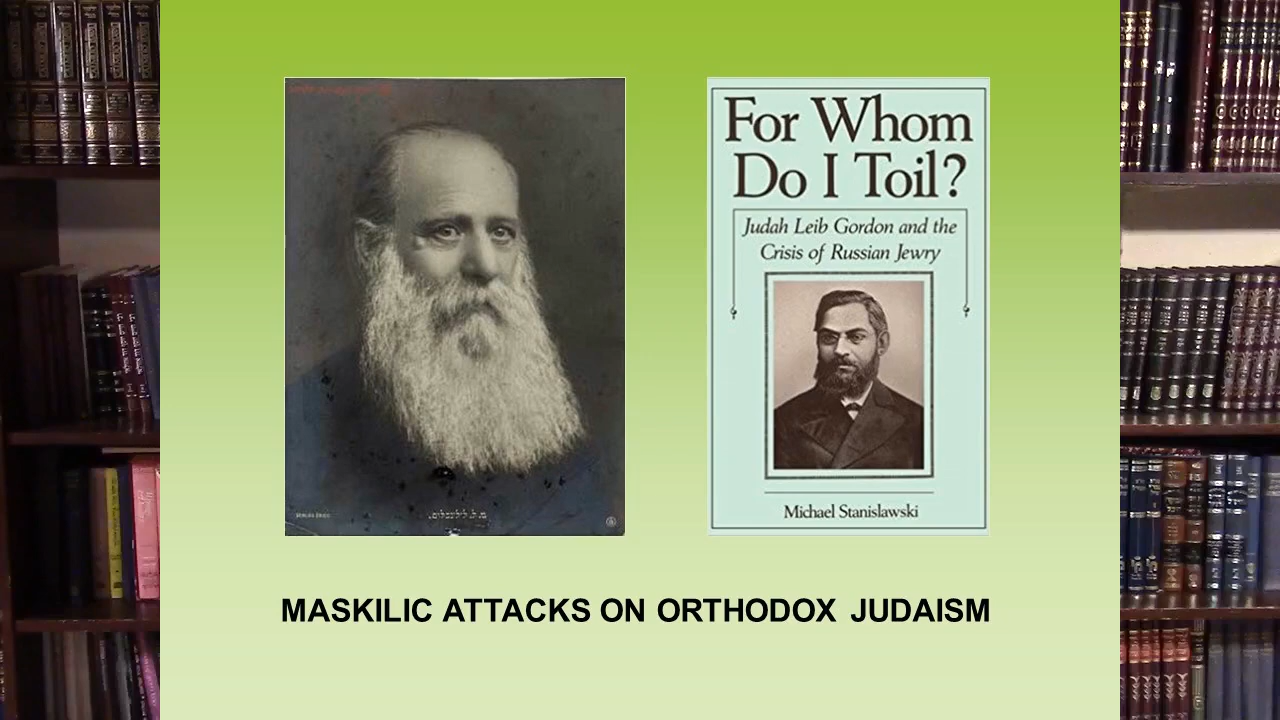 For Whom
Do I Toil?
Judah Leib Gordon and the
Crisis of Russian Jewry
Michael Stanislawski
MASKILIC ATTACKS ON ORTHODOX JUDAISM